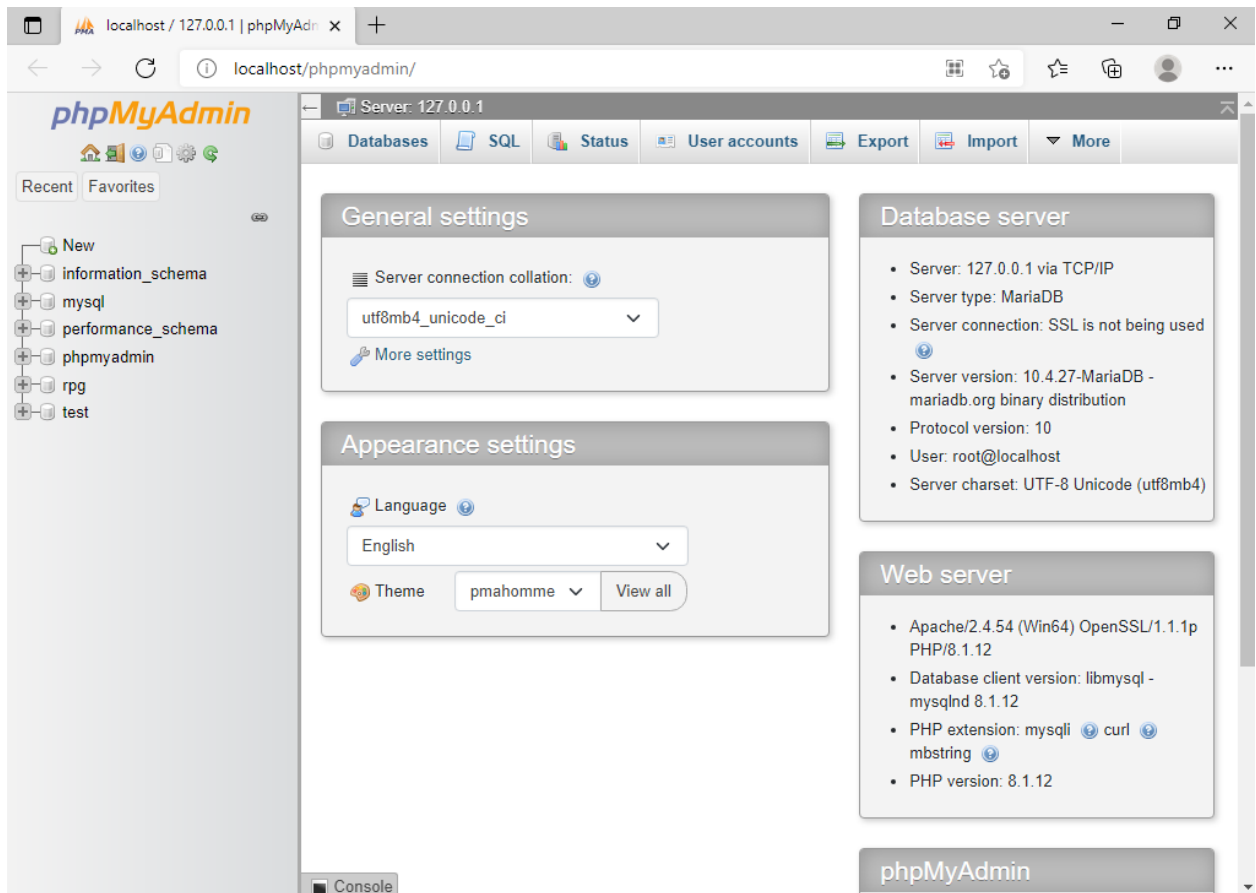 localhost / 127.0.0.1 | phpMyAdn
localhost/phpmyadmin/
phpMyAdmin
Recent Favorites
New
information_schema
mysql
performance_schema
phpmyadmin
rpg
test
Server: 127.0.0.1
Databases SQL Status User accounts Export Import More
General settings
Server connection collation:
utf8mb4_unicode_ci
More settings
Appearance settings
Language
English
Theme pmahomme View all
Database server
Server: 127.0.0.1 via TCP/IP
Server type: MariaDB
Server connection: SSL is not being used
Server version: 10.4.27-MariaDB -
mariadb.org binary distribution
Protocol version: 10
User: root@localhost
Server charset: UTF-8 Unicode (utf8mb4)
Web server
Apache/2.4.54 (Win64) OpenSSL/1.1.1p
PHP/8.1.12
Database client version: libmysql -
mysqlnd 8.1.12
PHP extension: mysqli curl
mbstring
PHP version: 8.1.12
phpMyAdmin
Console